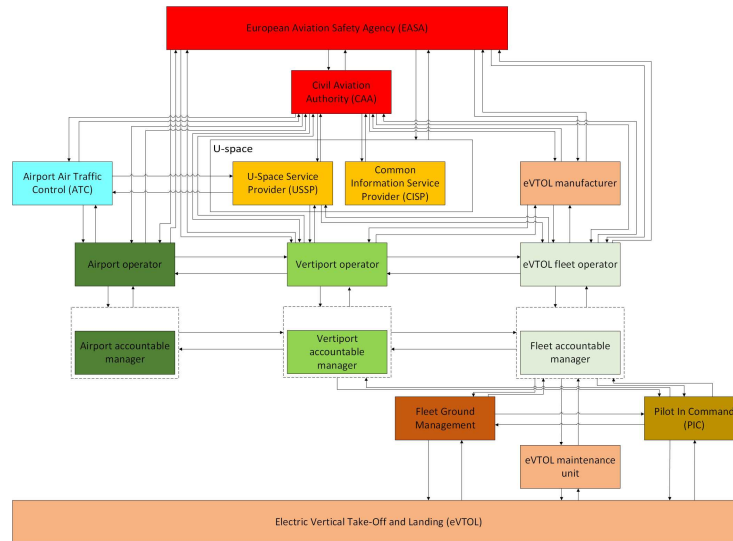 European Aviation Safety Agency (EASA)
Civil Aviation
Authority (CAA)
U-space
Airport Air Traffic
Control (ATC)
U-Space Service
Provider (USSP)
Common
Information Service
Provider (CISP)
eVTOL manufacturer
Airport operator
Vertiport operator
eVTOL fleet operator
Airport accountable
manager
Vertiport
accountable
manager
Fleet accountable
manager
Fleet Ground
Management
Pilot In Command
(PIC)
eVTOL maintenance
unit
Electric Vertical Take-Off and Landing (eVTOL)